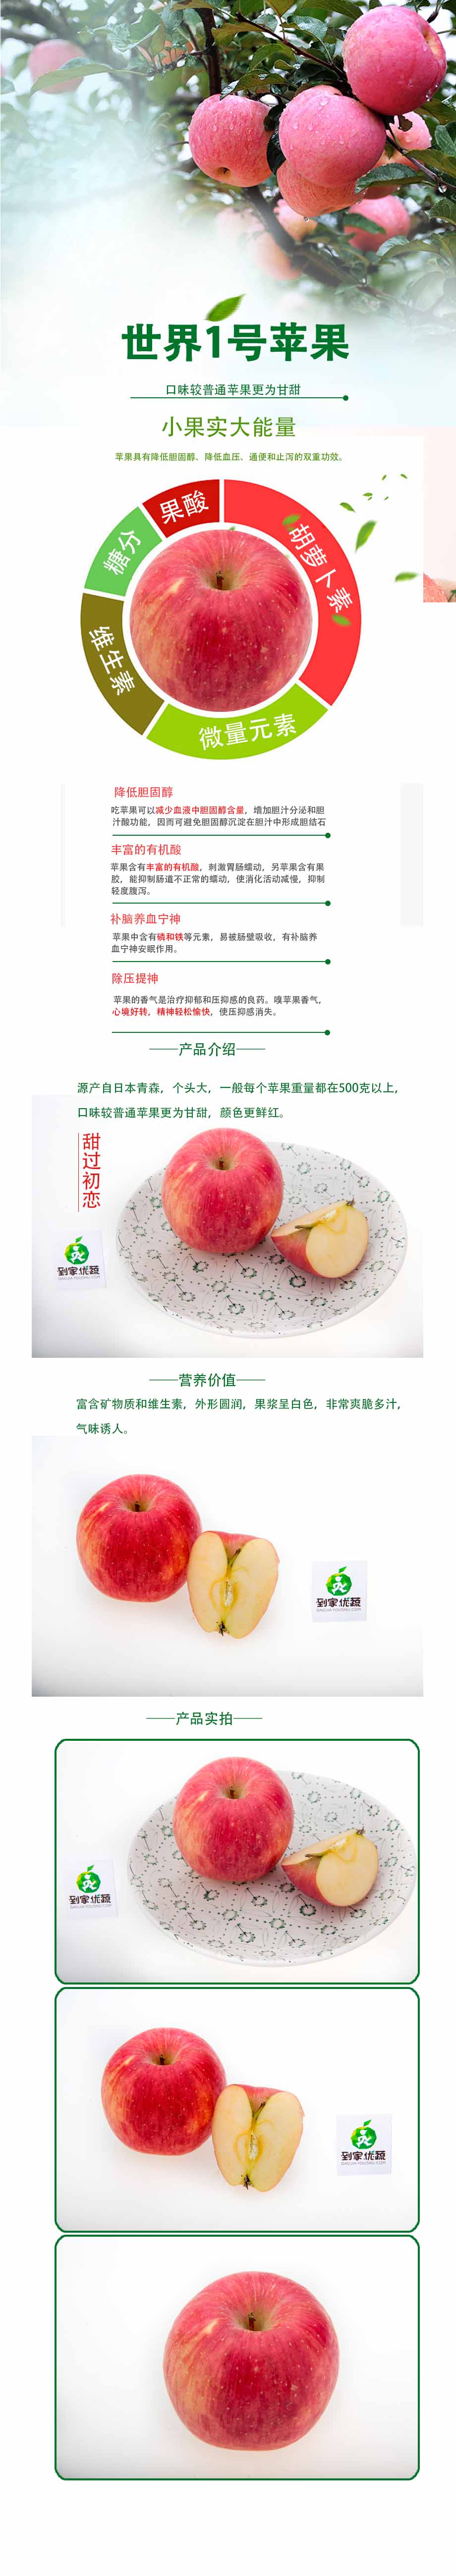 世界1号苹果
口味较普通苹果更为甘甜
小果实大能量
苹果具有降低胆固醇、降低血压、通便和止泻的双重功效。
果酸
胡萝卜素
糖分
维生素
微量元素
降低胆固醇
吃苹果可以减少血液中胆固醇含量，增加胆汁分泌和胆
汁酸功能，因而可避免胆固醇沉淀在胆汁中形成胆结石
丰富的有机酸
苹果含有丰富的有机酸，刺激胃肠蠕动，另苹果含有果
胶，能抑制肠道不正常的蠕动，使消化活动减慢，抑制
轻度腹泻。
补脑养血宁神
苹果中含有磷和铁等元素，易被肠壁吸收，有补脑养
血宁神安眠作用。
除压提神
苹果的香气是治疗抑郁和压抑感的良药。嗅苹果香气，
心境好转，精神轻松愉快，使压抑感消失。
——产品介绍——
源产自日本青森，个头大，一般每个苹果重量都在500克以上，
口味较普通苹果更为甘甜，颜色更鲜红。
甜过初恋
到家优蔬
——营养价值——
富含矿物质和维生素，外形圆润，果浆呈白色，非常爽脆多汁，
气味诱人。
到家优蔬
——产品实拍——
到家优蔬
到家优蔬